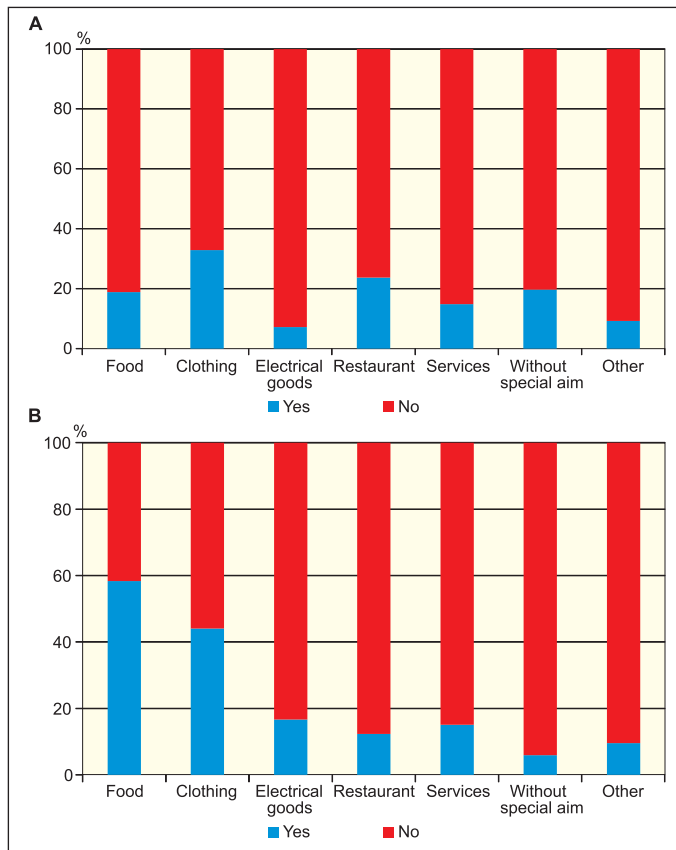 A
%
100
80
60
40
20
0
Food Clothing Electrical goods Restaurant Services Without special aim Other
Yes No
B
%
100
80
60
40
20
0
Food Clothing Electrical goods Restaurant Services Without special aim Other
Yes No